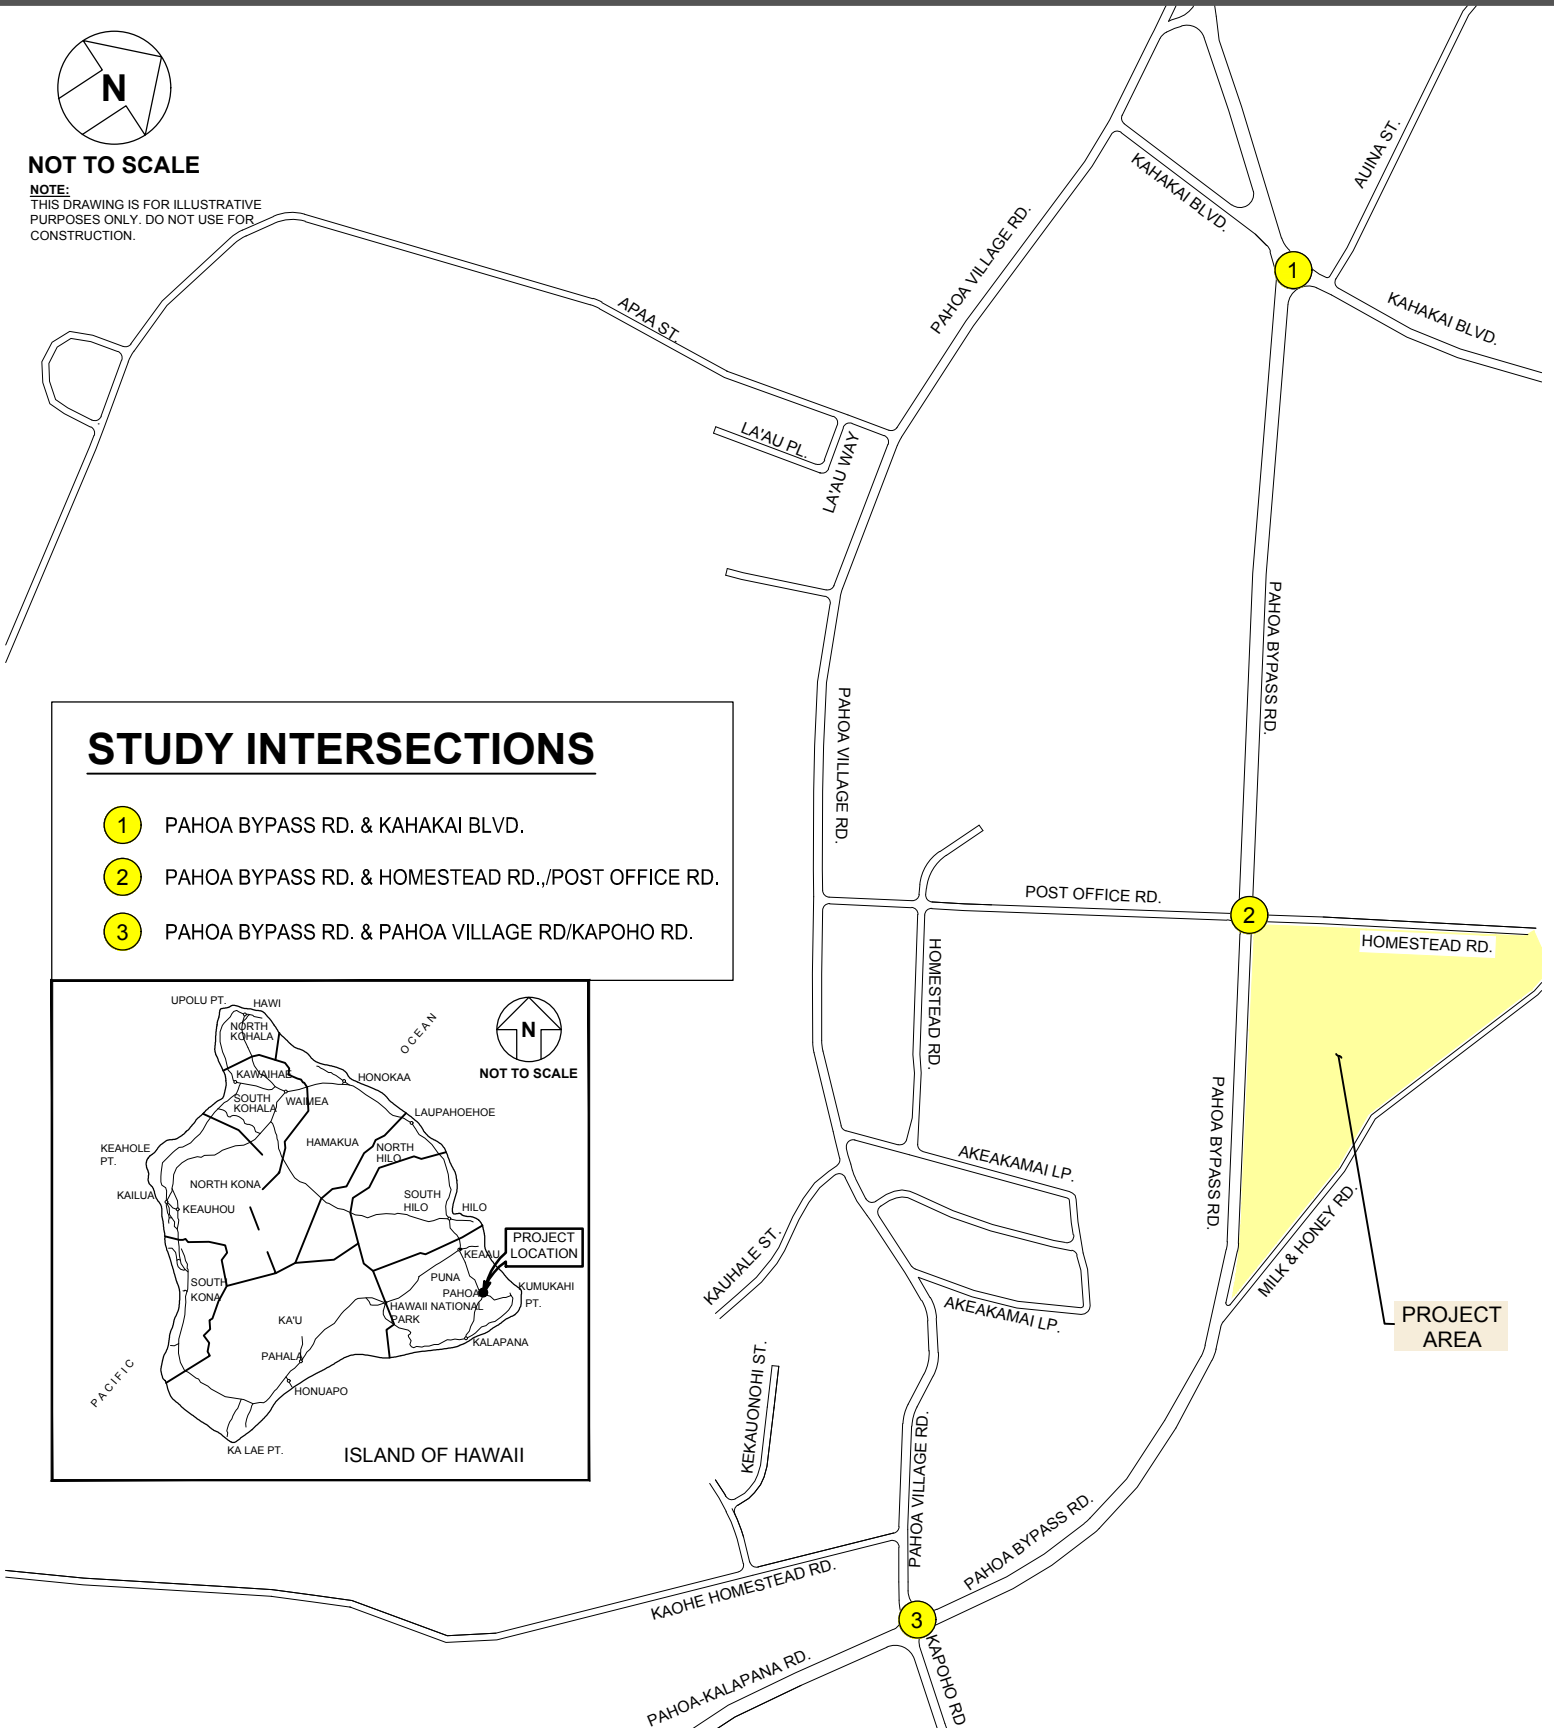 N
NOT TO SCALE
NOTE:
THIS DRAWING IS FOR ILLUSTRATIVE
PURPOSES ONLY. DO NOT USE FOR
CONSTRUCTION.
KAHAKAI BLVD.
AUINA ST.
PAHOA VILLAGE RD.
1
KAHAKAI BLVD.
APAA ST.
LA'AU PL.
LA'AU WAY
PAHOA BYPASS RD.
PAHOA VILLAGE RD.
STUDY INTERSECTIONS
1 PAHOA BYPASS RD. & KAHAKAI BLVD.
2 PAHOA BYPASS RD. & HOMESTEAD RD.,/POST OFFICE RD.
3 PAHOA BYPASS RD. & PAHOA VILLAGE RD/KAPOHO RD.
POST OFFICE RD.
2
HOMESTEAD RD.
HOMESTEAD RD.
PAHOA BYPASS RD.
AKEAKAMAI LP.
MILK & HONEY RD.
KAUHALE ST.
AKEAKAMAI LP.
PROJECT
AREA
KEKAUONOHI ST.
PAHOA VILLAGE RD.
PAHOA BYPASS RD.
KAOHE HOMESTEAD RD.
3
PAHOA-KALAPANA RD.
KAPOHO RD
UPOLU PT.
HAWI
NORTH
KOHALA
OCEAN
N
NOT TO SCALE
KAWAIHAE
HONOKAA
SOUTH
KOHALA
WAIMEA
LAUPAHOEHOE
KEAHOLE
PT.
HAMAKUA
NORTH
HILO
KAILUA
NORTH KONA
KEAUHOU
SOUTH
HILO
HILO
PROJECT
LOCATION
KEAAU
PUNA
PAHOA
KUMUKAHI
PT.
SOUTH
KONA
HAWAII NATIONAL
PARK
KA'U
KALAPANA
PAHALA
HONUAPO
PACIFIC
KA LAE PT.
ISLAND OF HAWAII